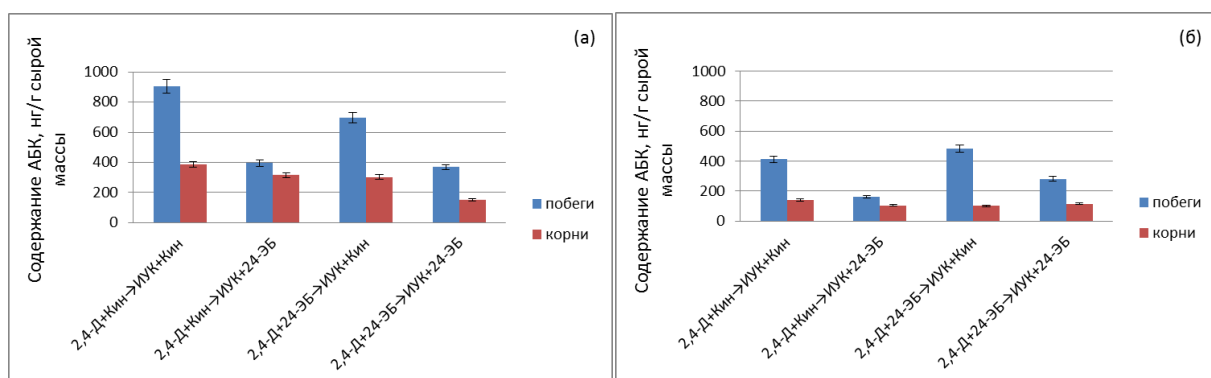 (а)
Содержание АБК, нг/г сырой
массы
1000
800
600
400
200
0
2,4-Д+Кин→ИУК+Кин
2,4-Д+Кин→ИУК+24-ЭБ
2,4-Д+24-ЭБ→ИУК+Кин
2,4-Д+24-ЭБ→ИУК+24-ЭБ
побеги
корни
(б)
Содержание АБК, нг/г сырой
массы
1000
800
600
400
200
0
2,4-Д+Кин→ИУК+Кин
2,4-Д+Кин→ИУК+24-ЭБ
2,4-Д+24-ЭБ→ИУК+Кин
2,4-Д+24-ЭБ→ИУК+24-ЭБ
побеги
корни